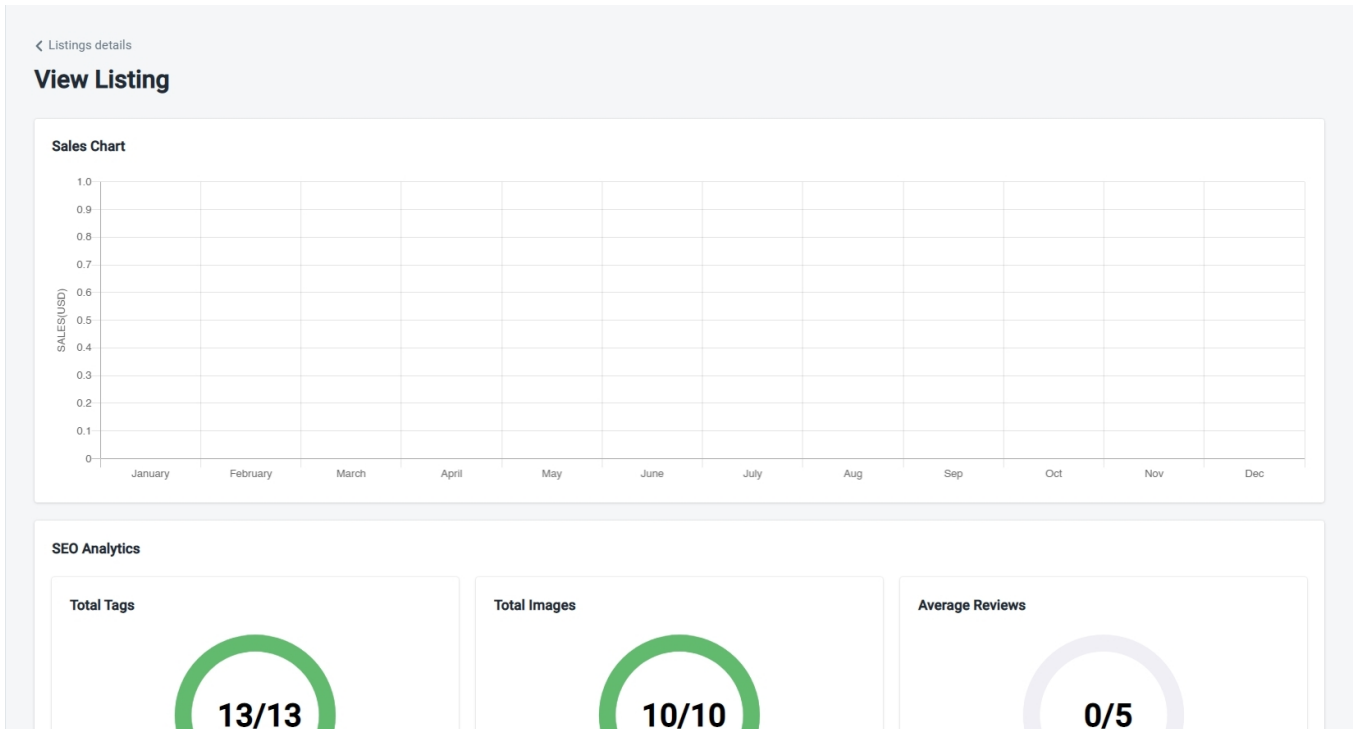 Listings details
View Listing
Sales Chart
1.0
0.9
0.8
0.7
0.6
0.5
0.4
0.3
0.2
0.1
0
SALES(USD)
January February March April May June July Aug Sep Oct Nov Dec
SEO Analytics
Total Tags Total Images Average Reviews
13/13 10/10 0/5